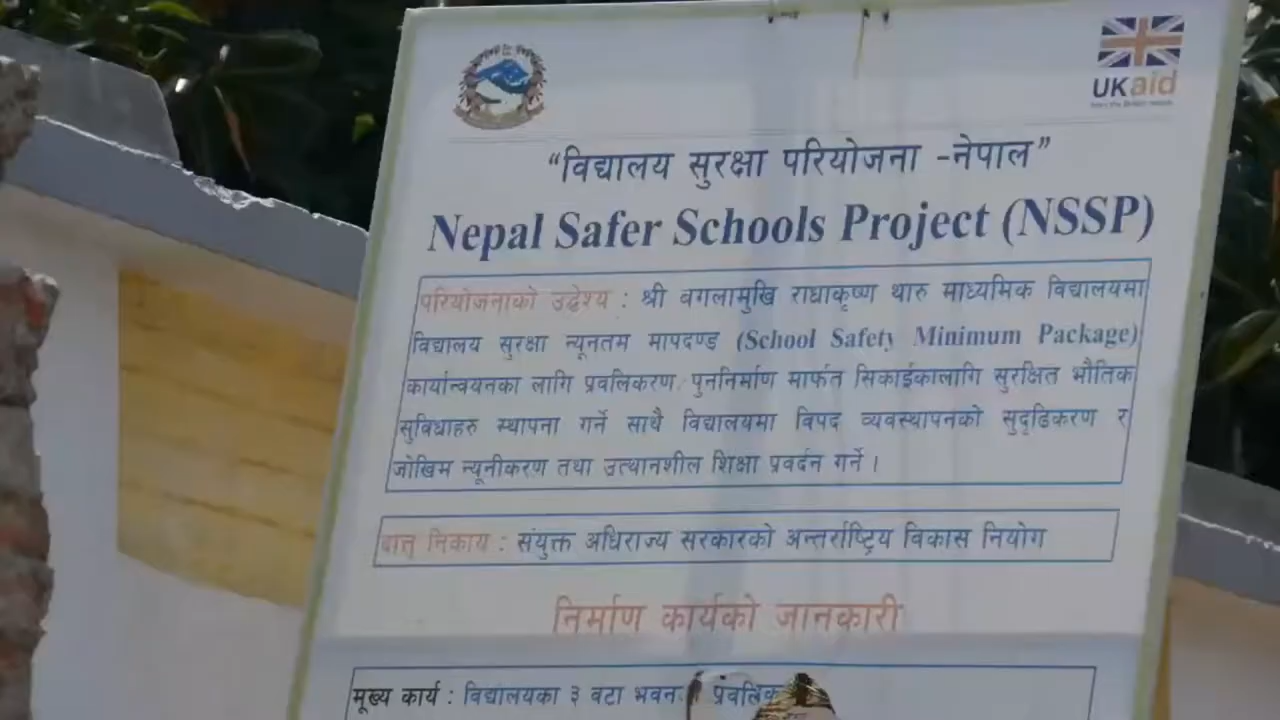 UKaid
"विद्यालय सुरक्षा परियोजना -नेपाल"
Nepal Safer Schools Project (NSSP)
परियोजनाको उद्धेश्य : श्री वगलामुखि राधाकृष्ण थारु माध्यमिक विद्यालयमा
विद्यालय सुरक्षा न्यूनतम मापदण्ड (School Safety Minimum Package)
कार्यान्वयनका लागि प्रवलिकरण/पुननिर्माण मार्फत सिकाईकालागि सुरक्षित भौतिक
सुविधाहरु स्थापना गर्ने साथै विद्यालयमा विपद व्यवस्थापनको सुदृढिकरण र
जोखिम न्यूनीकरण तथा उत्थानशील शिक्षा प्रवर्दन गर्ने ।
दातृ निकाय : संयुक्त अधिराज्य सरकारको अन्तर्राष्ट्रिय विकास नियोग
निर्माण कार्यको जानकारी
मूख्य कार्य : विद्यालयका ३ वटा भवन